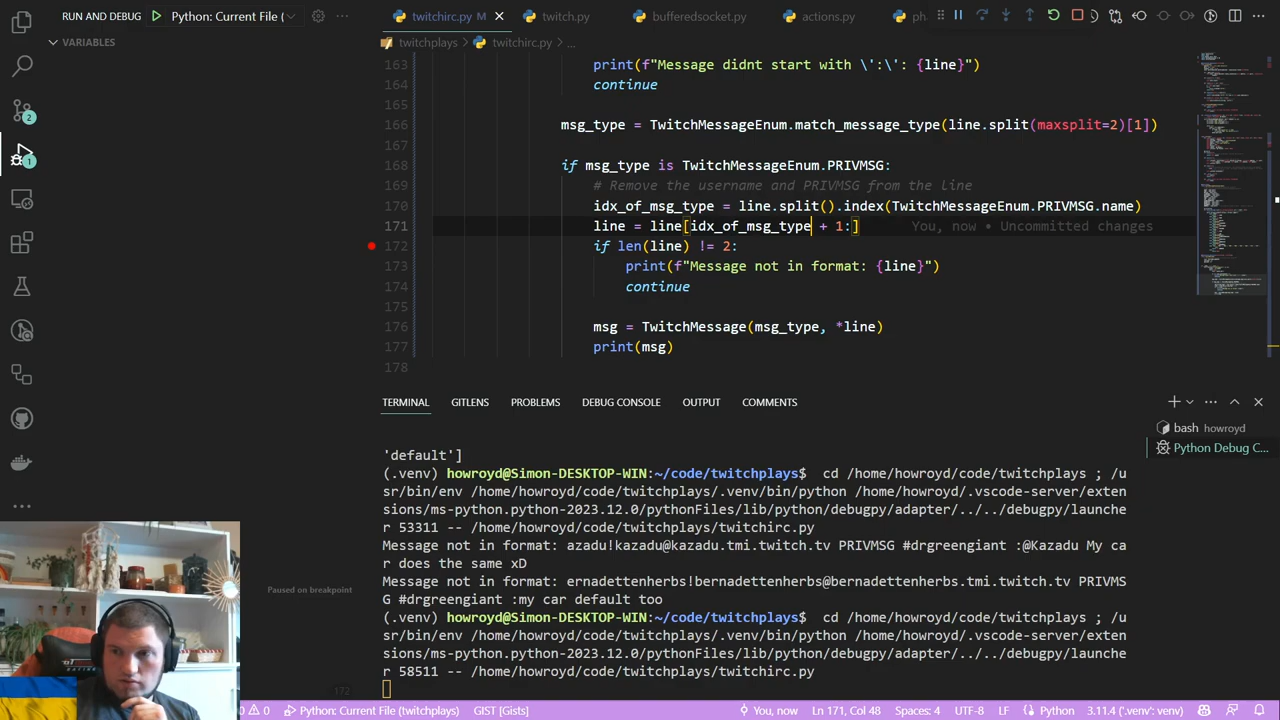 RUN AND DEBUG
Python: Current File (
twitchirc.py M
twitch.py
bufferedsocket.py
actions.py
VARIABLES
twitchplays > twitchirc.py > ...
163 print(f"Message didnt start with \':\': {line}")
164 continue
165
166 msg_type = TwitchMessageEnum.match_message_type(line.split(maxsplit=2)[1])
167
168 if msg_type is TwitchMessageEnum.PRIVMSG:
169 # Remove the username and PRIVMSG from the line
170 idx_of_msg_type = line.split().index(TwitchMessageEnum.PRIVMSG.name)
171 line = line[idx_of_msg_type + 1:] You, now • Uncommitted changes
172 if len(line) != 2:
173 print(f"Message not in format: {line}")
174 continue
175
176 msg = TwitchMessage(msg_type, *line)
177 print(msg)
178
2
1
TERMINAL
GITLENS
PROBLEMS
DEBUG CONSOLE
OUTPUT
COMMENTS
bash howroyd
Python Debug C...
'default']
(.venv) howroyd@Simon-DESKTOP-WIN:~/code/twitchplays$ cd /home/howroyd/code/twitchplays ; /u
sr/bin/env /home/howroyd/code/twitchplays/.venv/bin/python /home/howroyd/.vscode-server/exten
sions/ms-python.python-2023.12.0/pythonFiles/lib/python/debugpy/adapter/../../debugpy/launche
r 53311 -- /home/howroyd/code/twitchplays/twitchirc.py
Message not in format: azadu!kazadu@kazadu.tmi.twitch.tv PRIVMSG #drgreengiant :@Kazadu My ca
r does the same xD
Message not in format: ernadettenherbs!bernadettenherbs@bernadettenherbs.tmi.twitch.tv PRIVMS
G #drgreengiant :my car default too
(.venv) howroyd@Simon-DESKTOP-WIN:~/code/twitchplays$ cd /home/howroyd/code/twitchplays ; /u
sr/bin/env /home/howroyd/code/twitchplays/.venv/bin/python /home/howroyd/.vscode-server/exten
sions/ms-python.python-2023.12.0/pythonFiles/lib/python/debugpy/adapter/../../debugpy/launche
r 58511 -- /home/howroyd/code/twitchplays/twitchirc.py
Paused on breakpoint
172
0 0
Python: Current File (twitchplays)
GIST [Gists]
You, now
Ln 171, Col 48
Spaces: 4
UTF-8
LF
Python
3.11.4 ('.venv': venv)